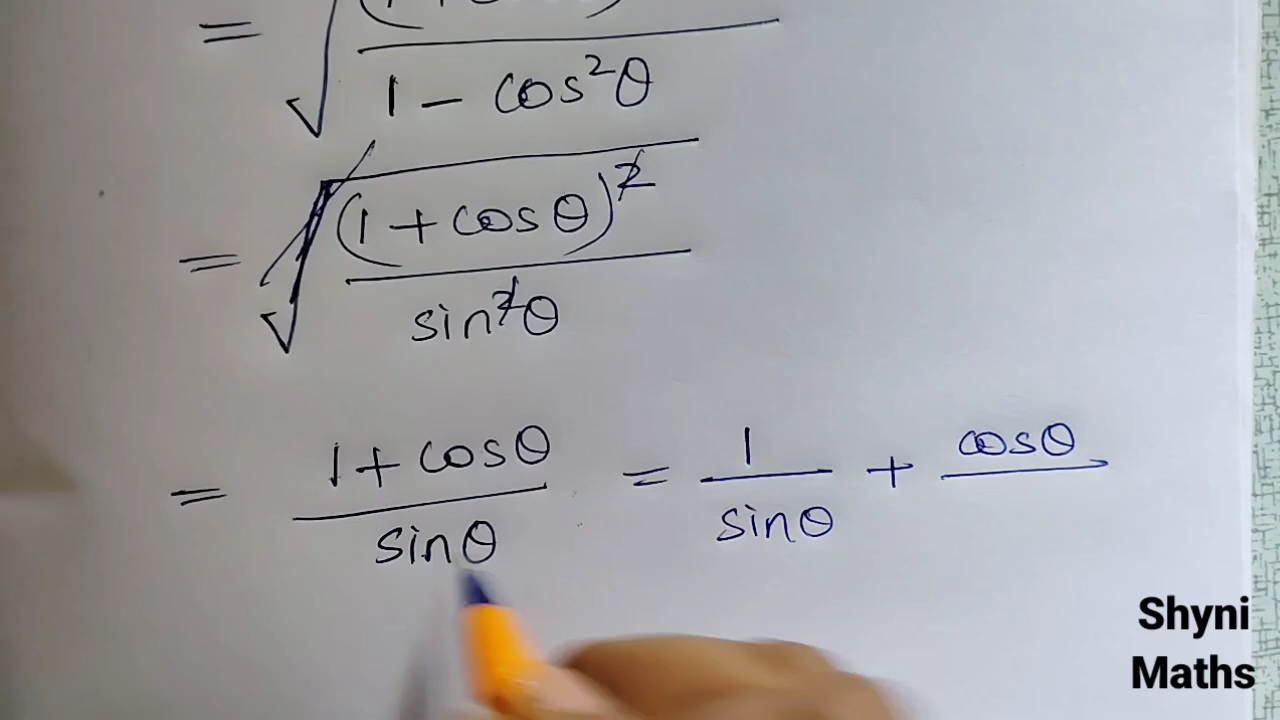 =√
1 - cos²θ
= √(1 + cosθ)²
sin²θ
= 1 + cosθ = 1 + cosθ
sinθ sinθ
Shyni
Maths